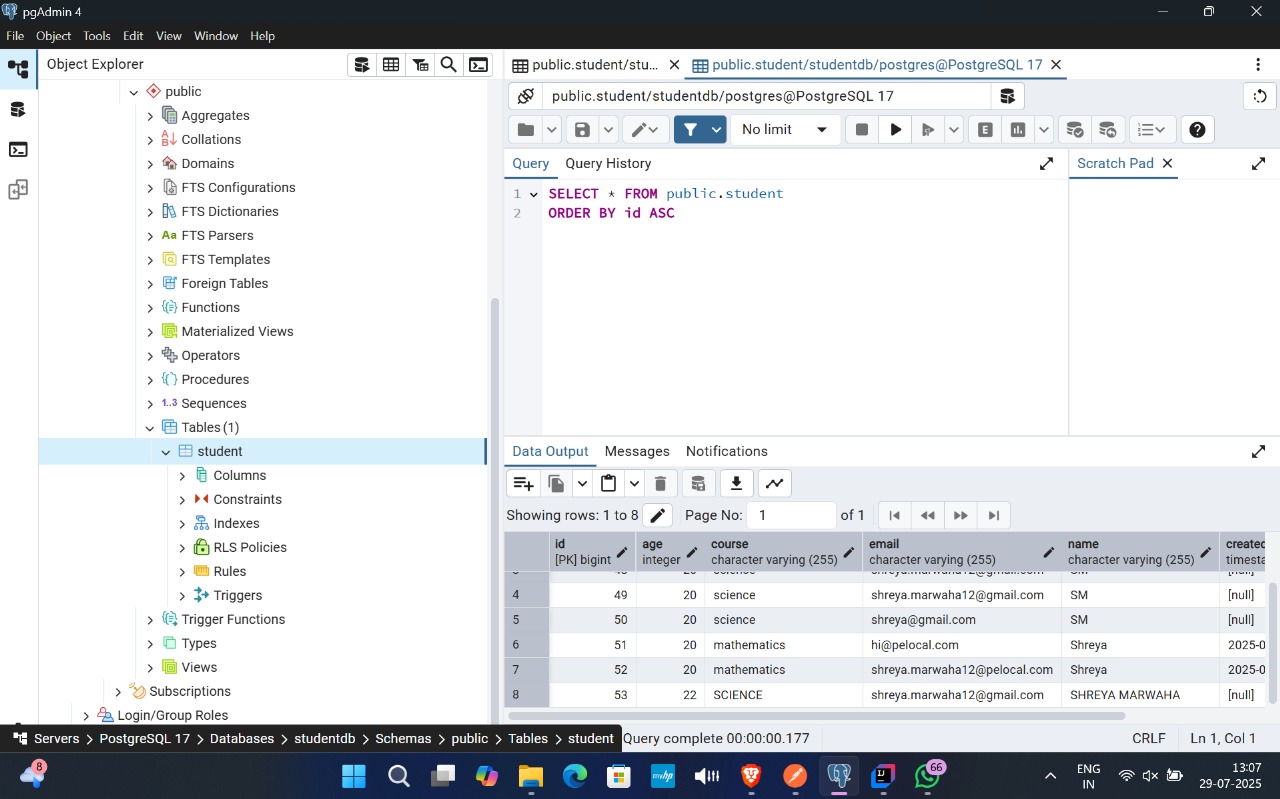 pgAdmin 4
File Object Tools Edit View Window Help
Object Explorer
public
Aggregates
Collations
Domains
FTS Configurations
FTS Dictionaries
Aa FTS Parsers
FTS Templates
Foreign Tables
Functions
Materialized Views
Operators
Procedures
1..3 Sequences
Tables (1)
student
Columns
Constraints
Indexes
RLS Policies
Rules
Triggers
Trigger Functions
Types
Views
Subscriptions
Login/Group Roles
public.student/stu... public.student/studentdb/postgres@PostgreSQL 17
public.student/studentdb/postgres@PostgreSQL 17
No limit
E
Query Query History
Scratch Pad
1 SELECT * FROM public.student
2 ORDER BY id ASC
Data Output Messages Notifications
Showing rows: 1 to 8 Page No: 1 of 1
id age course email name created
[PK] bigint integer character varying (255) character varying (255) character varying (255) timesta
4 49 20 science shreya.marwaha12@gmail.com SM [null]
5 50 20 science shreya@gmail.com SM [null]
6 51 20 mathematics hi@pelocal.com Shreya 2025-0
7 52 20 mathematics shreya.marwaha12@pelocal.com Shreya 2025-0
8 53 22 SCIENCE shreya.marwaha12@gmail.com SHREYA MARWAHA [null]
Servers > PostgreSQL 17 > Databases > studentdb > Schemas > public > Tables > student
Query complete 00:00:00.177
CRLF Ln 1, Col 1
8
myhp
66
ENG
IN
13:07
29-07-2025